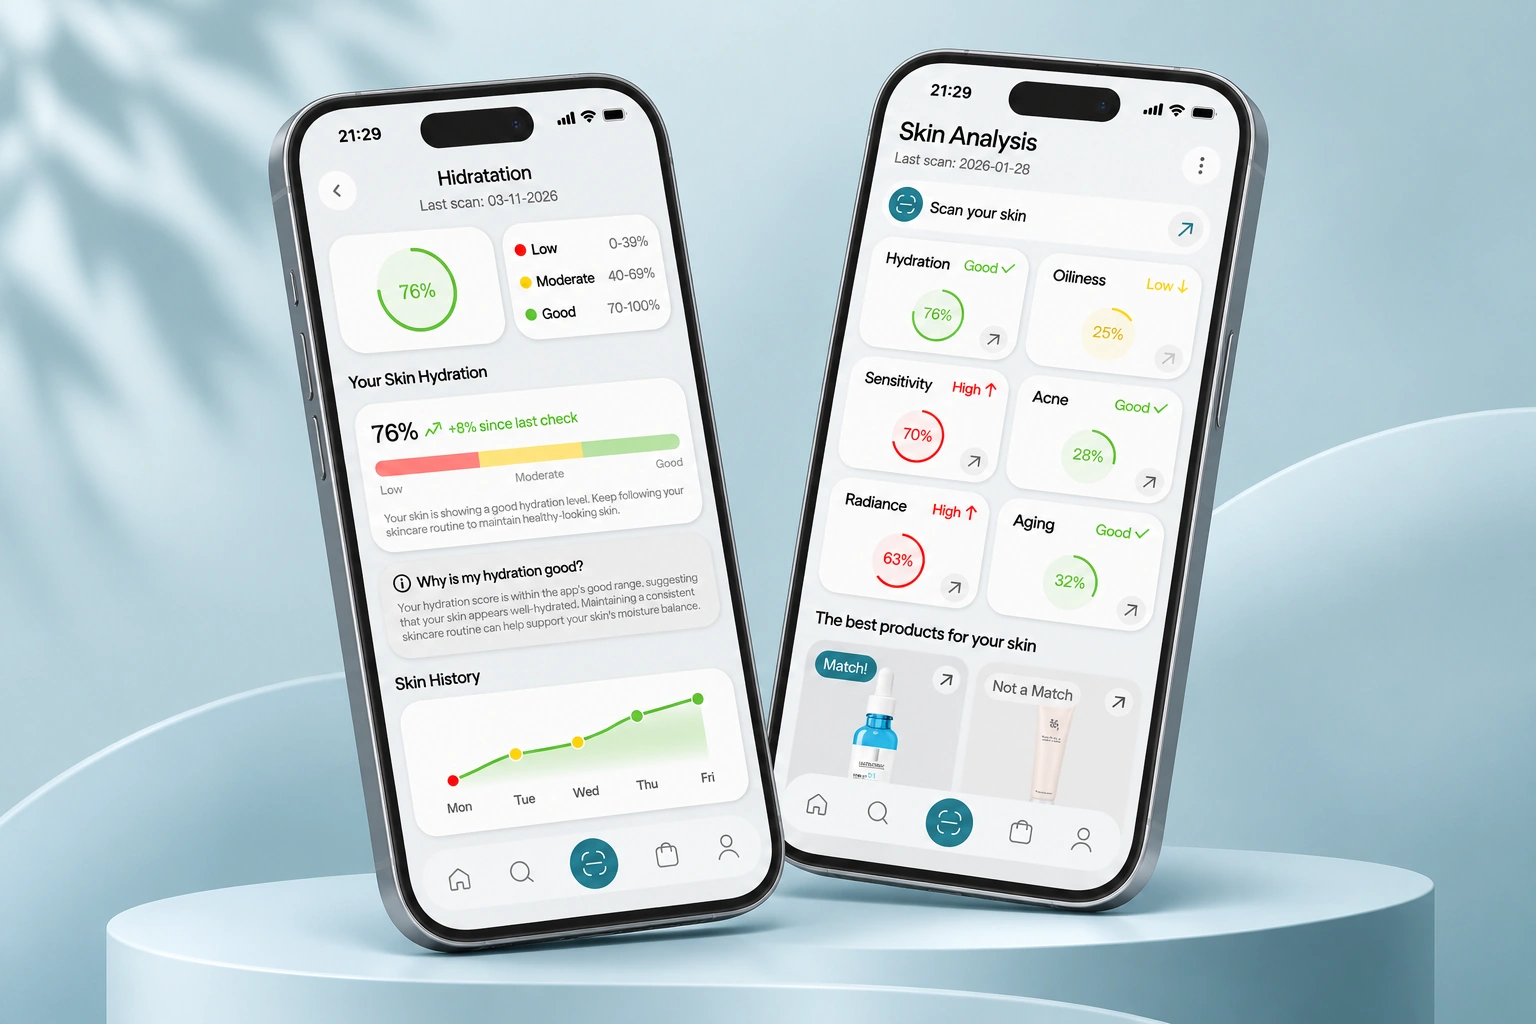 21:29
Hidratation
Last scan: 03-11-2026
76%
Low 0-39%
Moderate 40-69%
Good 70-100%
Your Skin Hydration
76% +8% since last check
Low Moderate Good
Your skin is showing a good hydration level. Keep following your
skincare routine to maintain healthy-looking skin.
Why is my hydration good?
Your hydration score is within the app's good range, suggesting
that your skin appears well-hydrated. Maintaining a consistent
skincare routine can help support your skin's moisture balance.
Skin History
Mon Tue Wed Thu Fri
21:29
Skin Analysis
Last scan: 2026-01-28
Scan your skin
Hydration Good
76%
Oiliness Low
25%
Sensitivity High
70%
Acne Good
28%
Radiance High
63%
Aging Good
32%
The best products for your skin
Match!
Not a Match